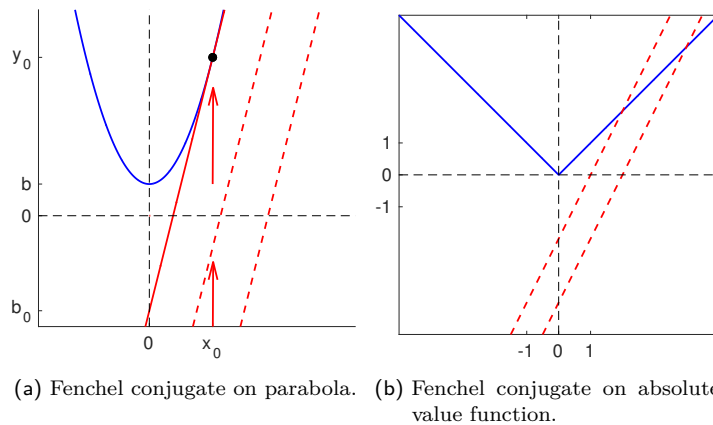 y0
b
0
b0
0
x0
1
0
-1
-1
0
1
(a) Fenchel conjugate on parabola.
(b) Fenchel conjugate on absolute
value function.